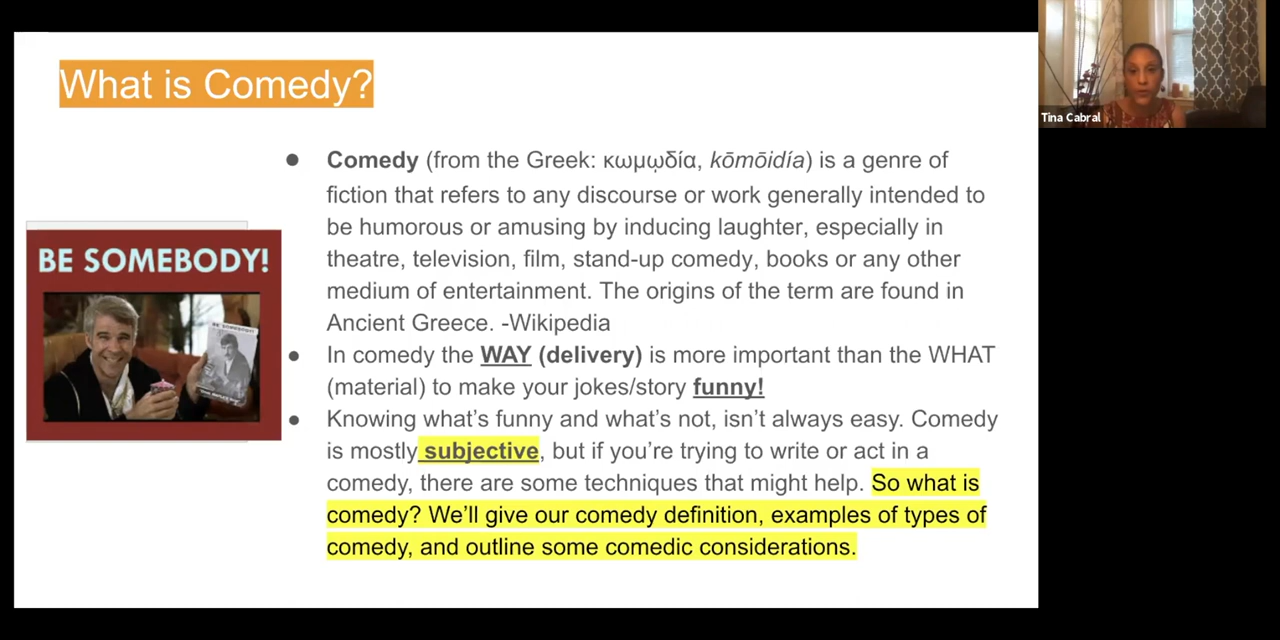 What is Comedy?
Tina Cabral
● Comedy (from the Greek: κωμῳδία, kōmōidía) is a genre of
fiction that refers to any discourse or work generally intended to
be humorous or amusing by inducing laughter, especially in
theatre, television, film, stand-up comedy, books or any other
medium of entertainment. The origins of the term are found in
Ancient Greece. -Wikipedia
● In comedy the WAY (delivery) is more important than the WHAT
(material) to make your jokes/story funny!
● Knowing what's funny and what's not, isn't always easy. Comedy
is mostly subjective, but if you're trying to write or act in a
comedy, there are some techniques that might help. So what is
comedy? We'll give our comedy definition, examples of types of
comedy, and outline some comedic considerations.
BE SOMEBODY!
BE SOMEBODY!